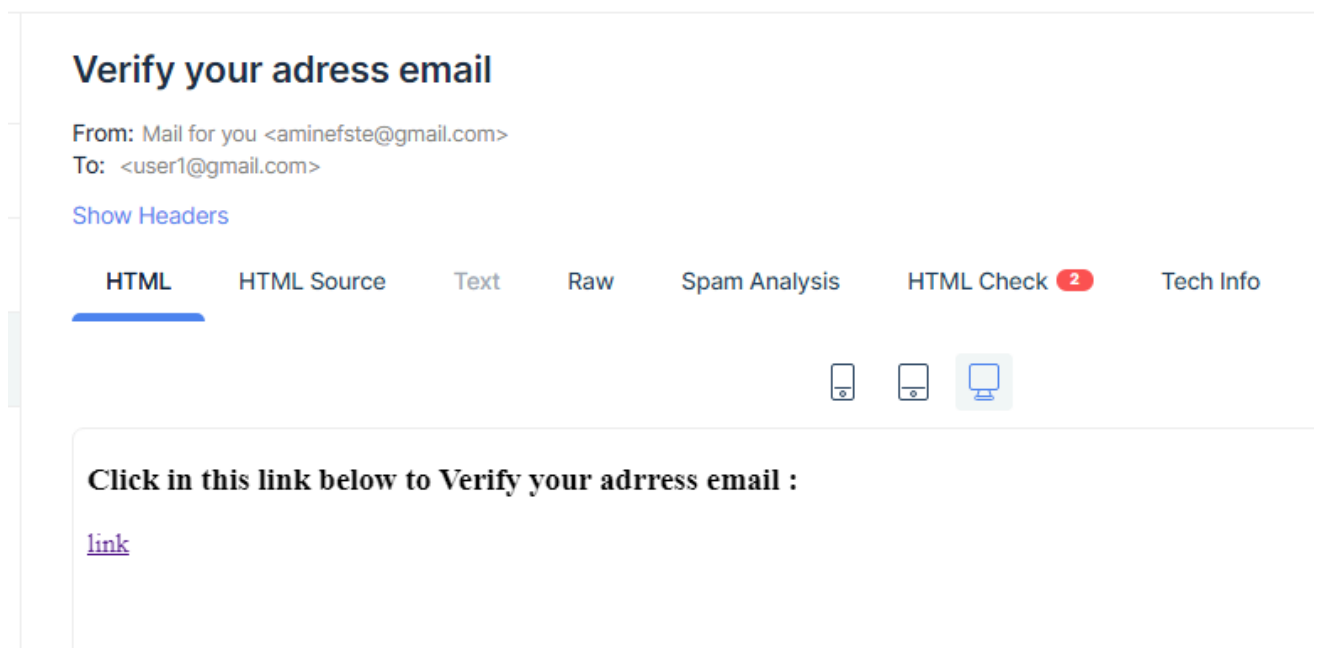 Verify your adress email
From: Mail for you <aminefste@gmail.com>
To: <user1@gmail.com>
Show Headers
HTML HTML Source Text Raw Spam Analysis HTML Check 2 Tech Info
Click in this link below to Verify your adrress email :
link